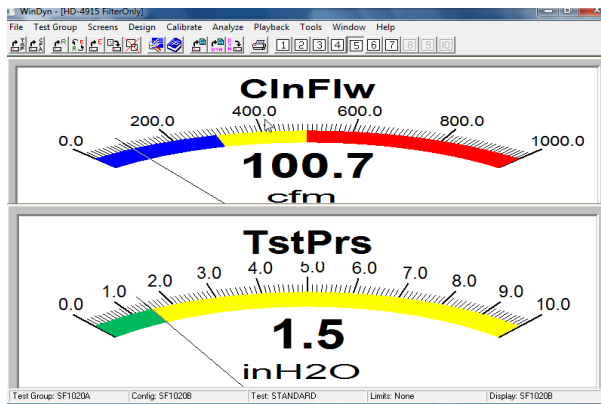 WinDyn - [HD-4915 FilterOnly]
File Test Group Screens Design Calibrate Analyze Playback Tools Window Help
1 2 3 4 5 6 7 8 9 10
ClnFlw
0.0 200.0 400.0 600.0 800.0 1000.0
100.7
cfm
TstPrs
0.0 1.0 2.0 3.0 4.0 5.0 6.0 7.0 8.0 9.0 10.0
1.5
inH2O
Test Group: SF1020A Config: SF1020B Test: STANDARD Limits: None Display: SF1020B